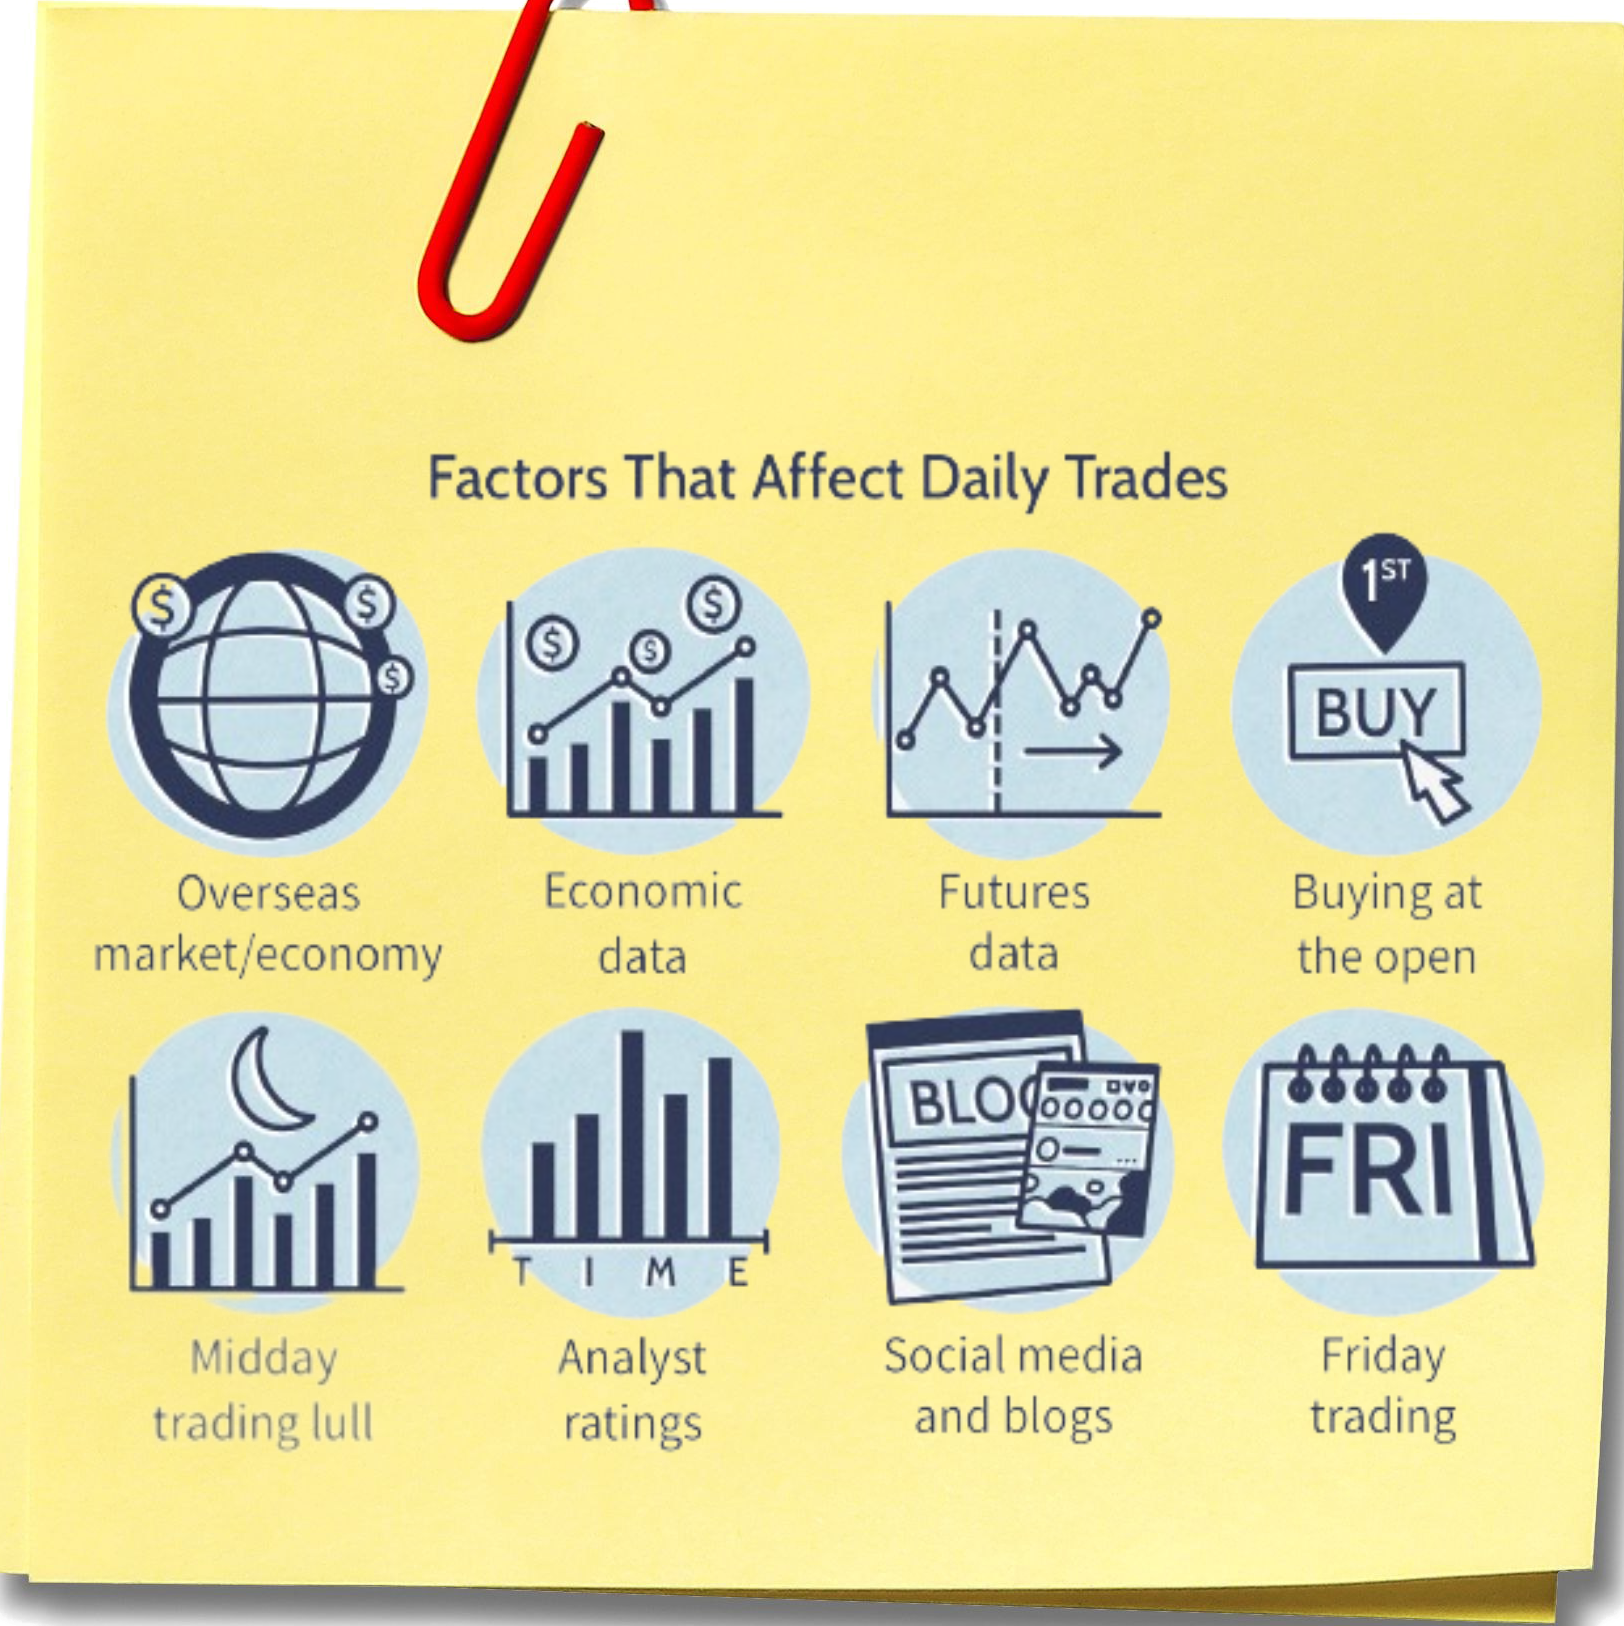 Factors That Affect Daily Trades
$ $ $
$ $ $
1ST
BUY
Overseas
market/economy
Economic
data
Futures
data
Buying at
the open
T I M E
BLOG
FRI
Midday
trading lull
Analyst
ratings
Social media
and blogs
Friday
trading